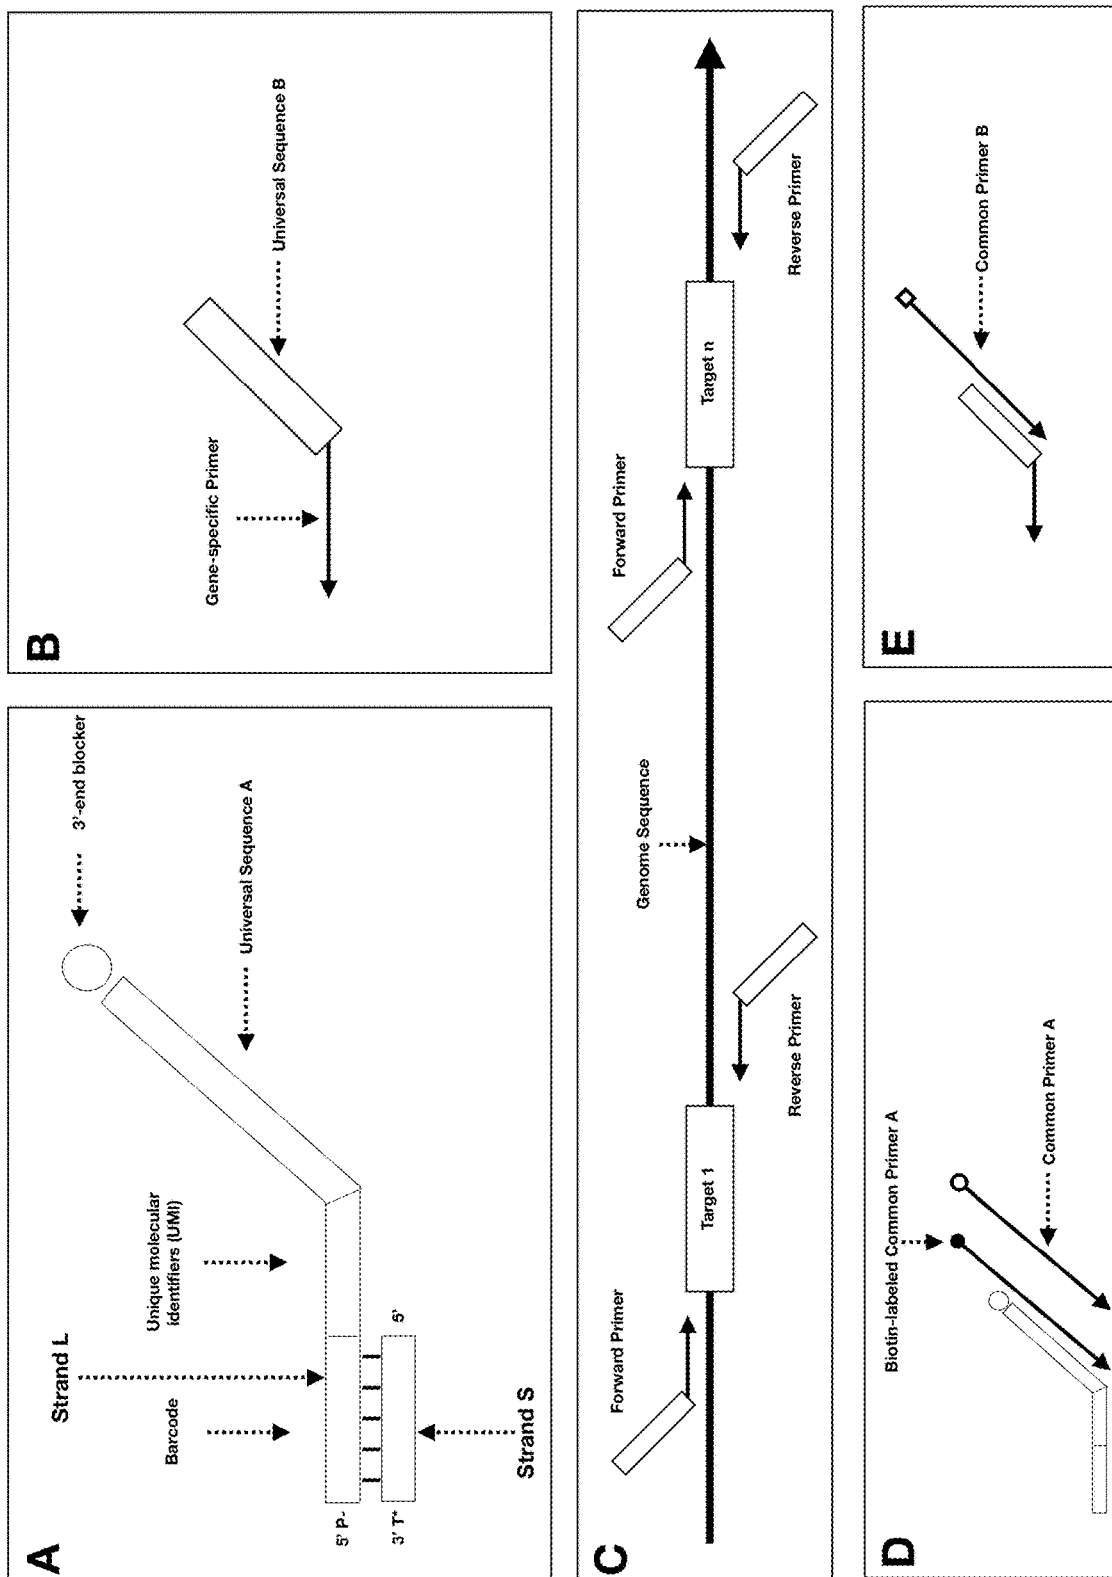 A
Strand L
Barcode
Unique molecular
identifiers (UMI)
3'-end blocker
Universal Sequence A
5' P-
3' T*
5'
Strand S
B
Gene-specific Primer
Universal Sequence B
C
Forward Primer
Target 1
Reverse Primer
Genome Sequence
Forward Primer
Target n
Reverse Primer
D
Biotin-labeled Common Primer A
Common Primer A
E
Common Primer B